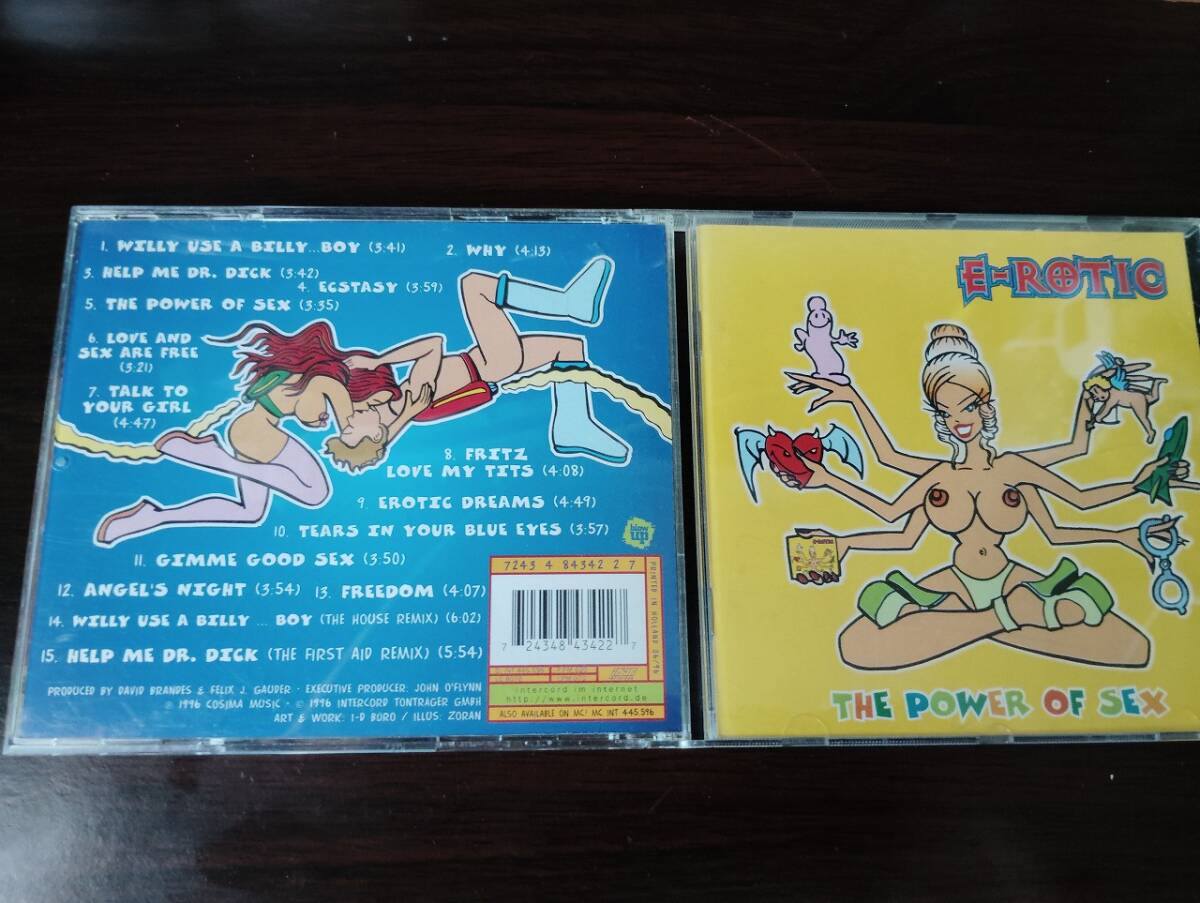 1. WILLY USE A BILLY...BOY (3:41)
2. WHY (4:13)
3. HELP ME DR. DICK (3:42)
4. ECSTASY (3:59)
5. THE POWER OF SEX (3:35)
6. LOVE AND
SEX ARE FREE
(3:21)
7. TALK TO
YOUR GIRL
(4:47)
8. FRITZ
LOVE MY TITS (4:08)
9. EROTIC DREAMS (4:49)
10. TEARS IN YOUR BLUE EYES (3:57)
11. GIMME GOOD SEX (3:50)
12. ANGEL'S NIGHT (3:54) 13. FREEDOM (4:07)
14. WILLY USE A BILLY ... BOY (THE HOUSE REMIX) (6:02)
15. HELP ME DR. DICK (THE FIRST AID REMIX) (5:54)
PRODUCED BY DAVID BRANDES & FELIX J. GAUDER · EXECUTIVE PRODUCER: JOHN O'FLYNN
℗ 1996 COSIMA MUSIC · © 1996 INTERCORD TONTRAGER GMBH
ART & WORK: I-D BURO / ILLUS: ZORAN
blow
UP
7243 4 84342 2 7
7 24348 43422 7
PRINTED IN HOLLAND 06/96
intercord im internet
http://www.intercord.de
ALSO AVAILABLE ON MC! MC INT 445.596
E-ROTIC
THE POWER OF SEX